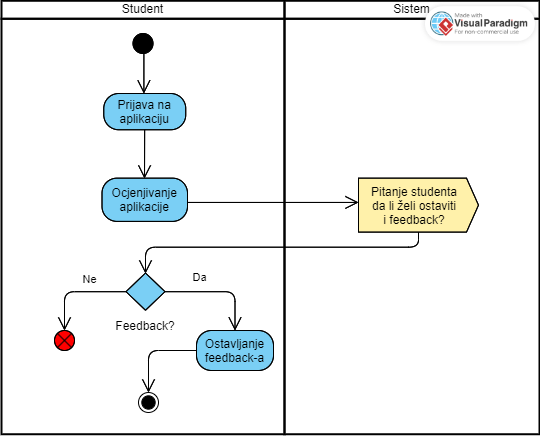 Student
Sistem
Made with
Visual Paradigm
For non-commercial use
Prijava na
aplikaciju
Ocjenjivanje
aplikacije
Pitanje studenta
da li želi ostaviti
i feedback?
Ne
Da
Feedback?
Ostavljanje
feedback-a